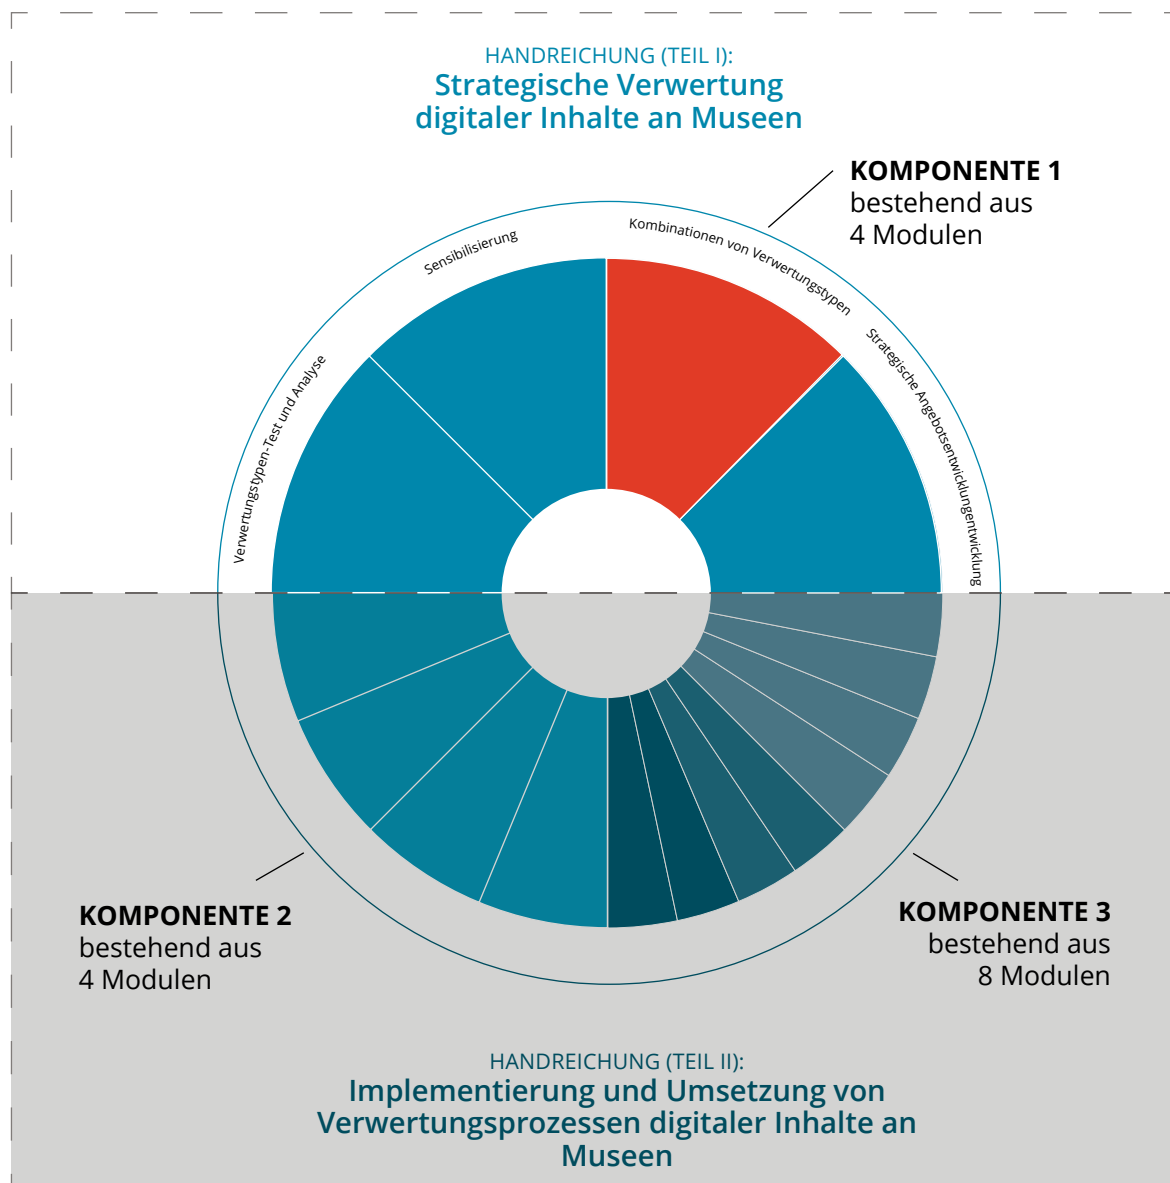 HANDREICHUNG (TEIL I):
Strategische Verwertung
digitaler Inhalte an Museen
KOMPONENTE 1
bestehend aus
4 Modulen
Verwertungstypen-Test und Analyse
Sensibilisierung
Kombinationen von Verwertungstypen
Strategische Angebotsentwicklungentwicklung
KOMPONENTE 2
bestehend aus
4 Modulen
KOMPONENTE 3
bestehend aus
8 Modulen
HANDREICHUNG (TEIL II):
Implementierung und Umsetzung von
Verwertungsprozessen digitaler Inhalte an
Museen